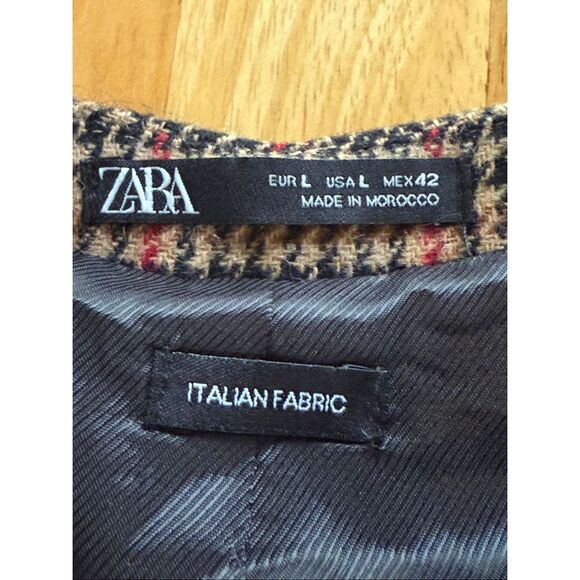 ZARA
EUR L USA L MEX 42
MADE IN MOROCCO
ITALIAN FABRIC